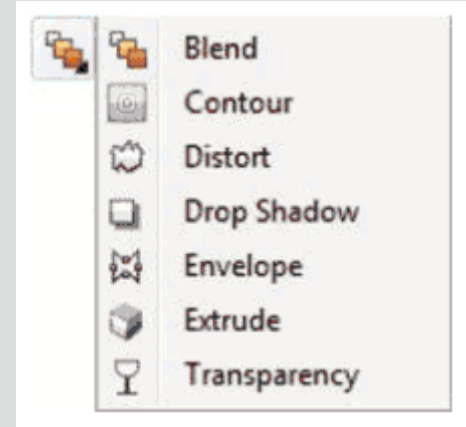 Blend
Contour
Distort
Drop Shadow
Envelope
Extrude
Transparency